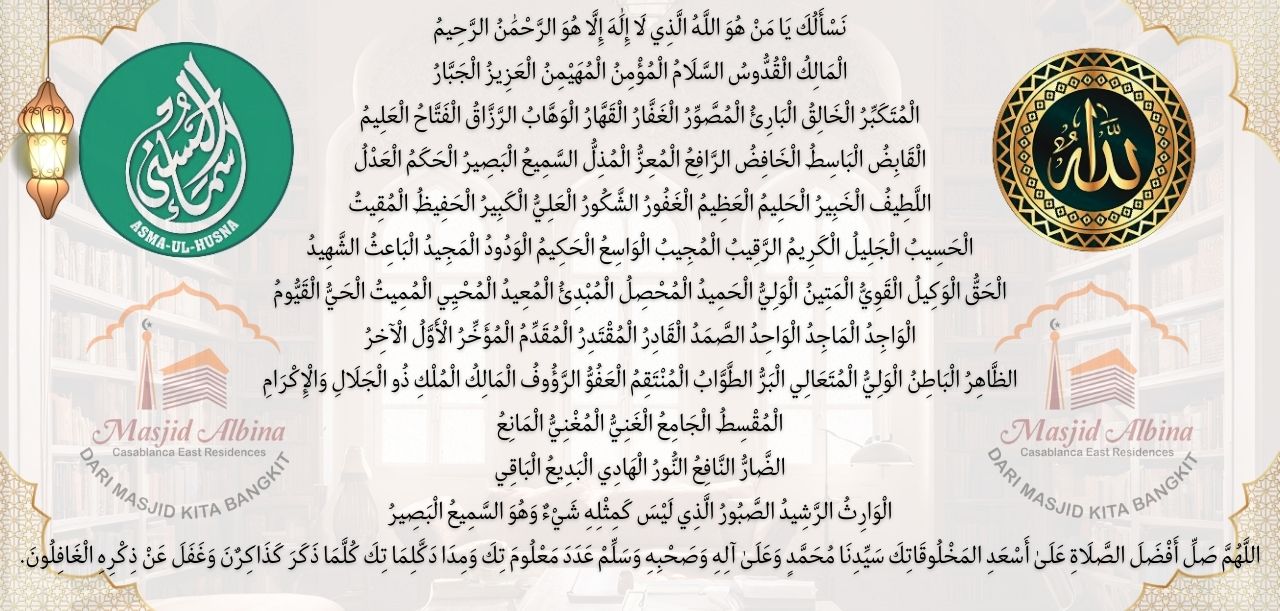 نَسْأَلُكَ يَا مَنْ هُوَ اللَّهُ الَّذِي لَا إِلَٰهَ إِلَّا هُوَ الرَّحْمَٰنُ الرَّحِيمُ
الْمَالِكُ الْقُدُّوسُ السَّلَامُ الْمُؤْمِنُ الْمُهَيْمِنُ الْعَزِيزُ الْجَبَّارُ
الْمُتَكَبِّرُ الْخَالِقُ الْبَارِئُ الْمُصَّوِّرُ الْغَفَّارُ الْقَهَّارُ الْوَهَّابُ الرَّزَّاقُ الْفَتَّاحُ الْعَلِيمُ
الْقَابِضُ الْبَاسِطُ الْخَافِضُ الرَّافِعُ الْمُعِزُّ الْمُذِلُّ السَّمِيعُ الْبَصِيرُ الْحَكَمُ الْعَدْلُ
اللَّطِيفُ الْخَبِيرُ الْحَلِيمُ الْعَظِيمُ الْغَفُورُ الشَّكُورُ الْعَلِيُّ الْكَبِيرُ الْحَفِيظُ الْمُقِيتُ
الْحَسِيبُ الْجَلِيلُ الْكَرِيمُ الرَّقِيبُ الْمُجِيبُ الْوَاسِعُ الْحَكِيمُ الْوَدُودُ الْمَجِيدُ الْبَاعِثُ الشَّهِيدُ
الْحَقُّ الْوَكِيلُ الْقَوِيُّ الْمَتِينُ الْوَلِيُّ الْحَمِيدُ الْمُحْصِلُ الْمُبْدِئُ الْمُعِيدُ الْمُحْيِي الْمُمِيتُ الْحَيُّ الْقَيُّومُ
الْوَاجِدُ الْمَاجِدُ الْوَاحِدُ الصَّمَدُ الْقَادِرُ الْمُقْتَدِرُ الْمُقَدِّمُ الْمُؤَخِّرُ الْأَوَّلُ الْآخِرُ
الظَّاهِرُ الْبَاطِنُ الْوَلِيُّ الْمُتَعَالِي الْبَرُّ الطَّوَّابُ الْمُنْتَقِمُ الْعَفُوُّ الرَّؤُوفُ الْمَالِكُ الْمُلْكِ ذُو الْجَلَالِ وَالْإِكْرَامِ
الْمُقْسِطُ الْجَامِعُ الْغَنِيُّ الْمُغْنِيُّ الْمَانِعُ
الضَّارُّ النَّافِعُ النُّورُ الْهَادِي الْبَدِيعُ الْبَاقِي
الْوَارِثُ الرَّشِيدُ الصَّبُورُ الَّذِي لَيْسَ كَمِثْلِهِ شَيْءٌ وَهُوَ السَّمِيعُ الْبَصِيرُ
اللَّهُمَّ صَلِّ أَفْضَلَ الصَّلَاةِ عَلَىٰ أَسْعَدِ المَخْلُوقَاتِكَ سَيِّدِنَا مُحَمَّدٍ وَعَلَىٰ آلِهِ وَصَحْبِهِ وَسَلِّمْ عَدَدَ مَعْلُومَ تِكَ وَمِدَا دَكَّلِمَا تِكَ كُلَّمَا ذَكَرَ كَذَاكِرُنَ وَغَفَلَ عَنْ ذِكْرِهِ الْغَافِلُونَ.
أسماء الحسنى
ASMA-UL-HUSNA
الله
Masjid Albina
Casablanca East Residences
DARI MASJID KITA BANGKIT
Masjid Albina
Casablanca East Residences
DARI MASJID KITA BANGKIT